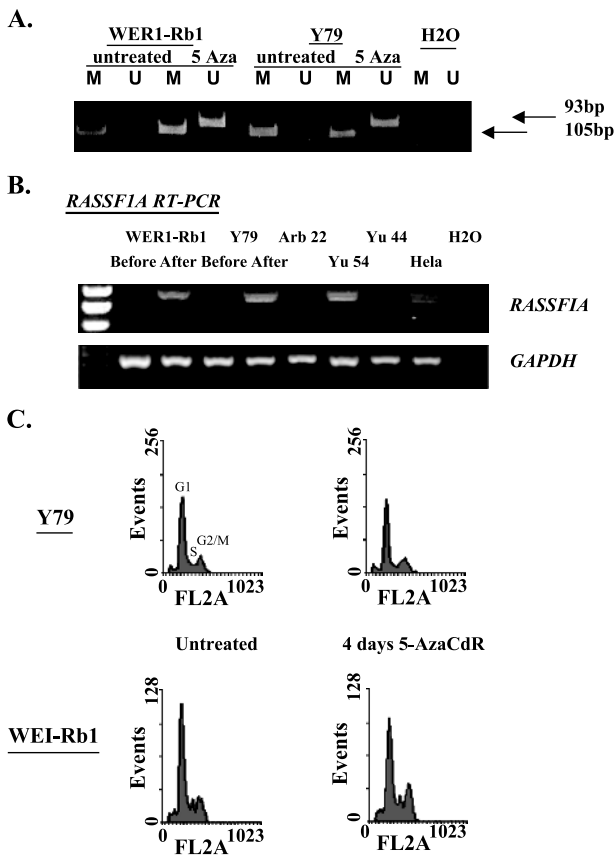 A.
WER1-Rb1 Y79 H2O
untreated 5 Aza untreated 5 Aza
M U M U M U M U M U
93bp
105bp
B.
RASSF1A RT-PCR
WER1-Rb1 Y79 Arb 22 Yu 44 H2O
Before After Before After Yu 54 Hela
RASSF1A
GAPDH
C.
Y79
256
Events
0
G1
S
G2/M
0 1023
FL2A
256
Events
0
0 1023
FL2A
Untreated 4 days 5-AzaCdR
WEI-Rb1
128
Events
0
0 1023
FL2A
128
Events
0
0 1023
FL2A